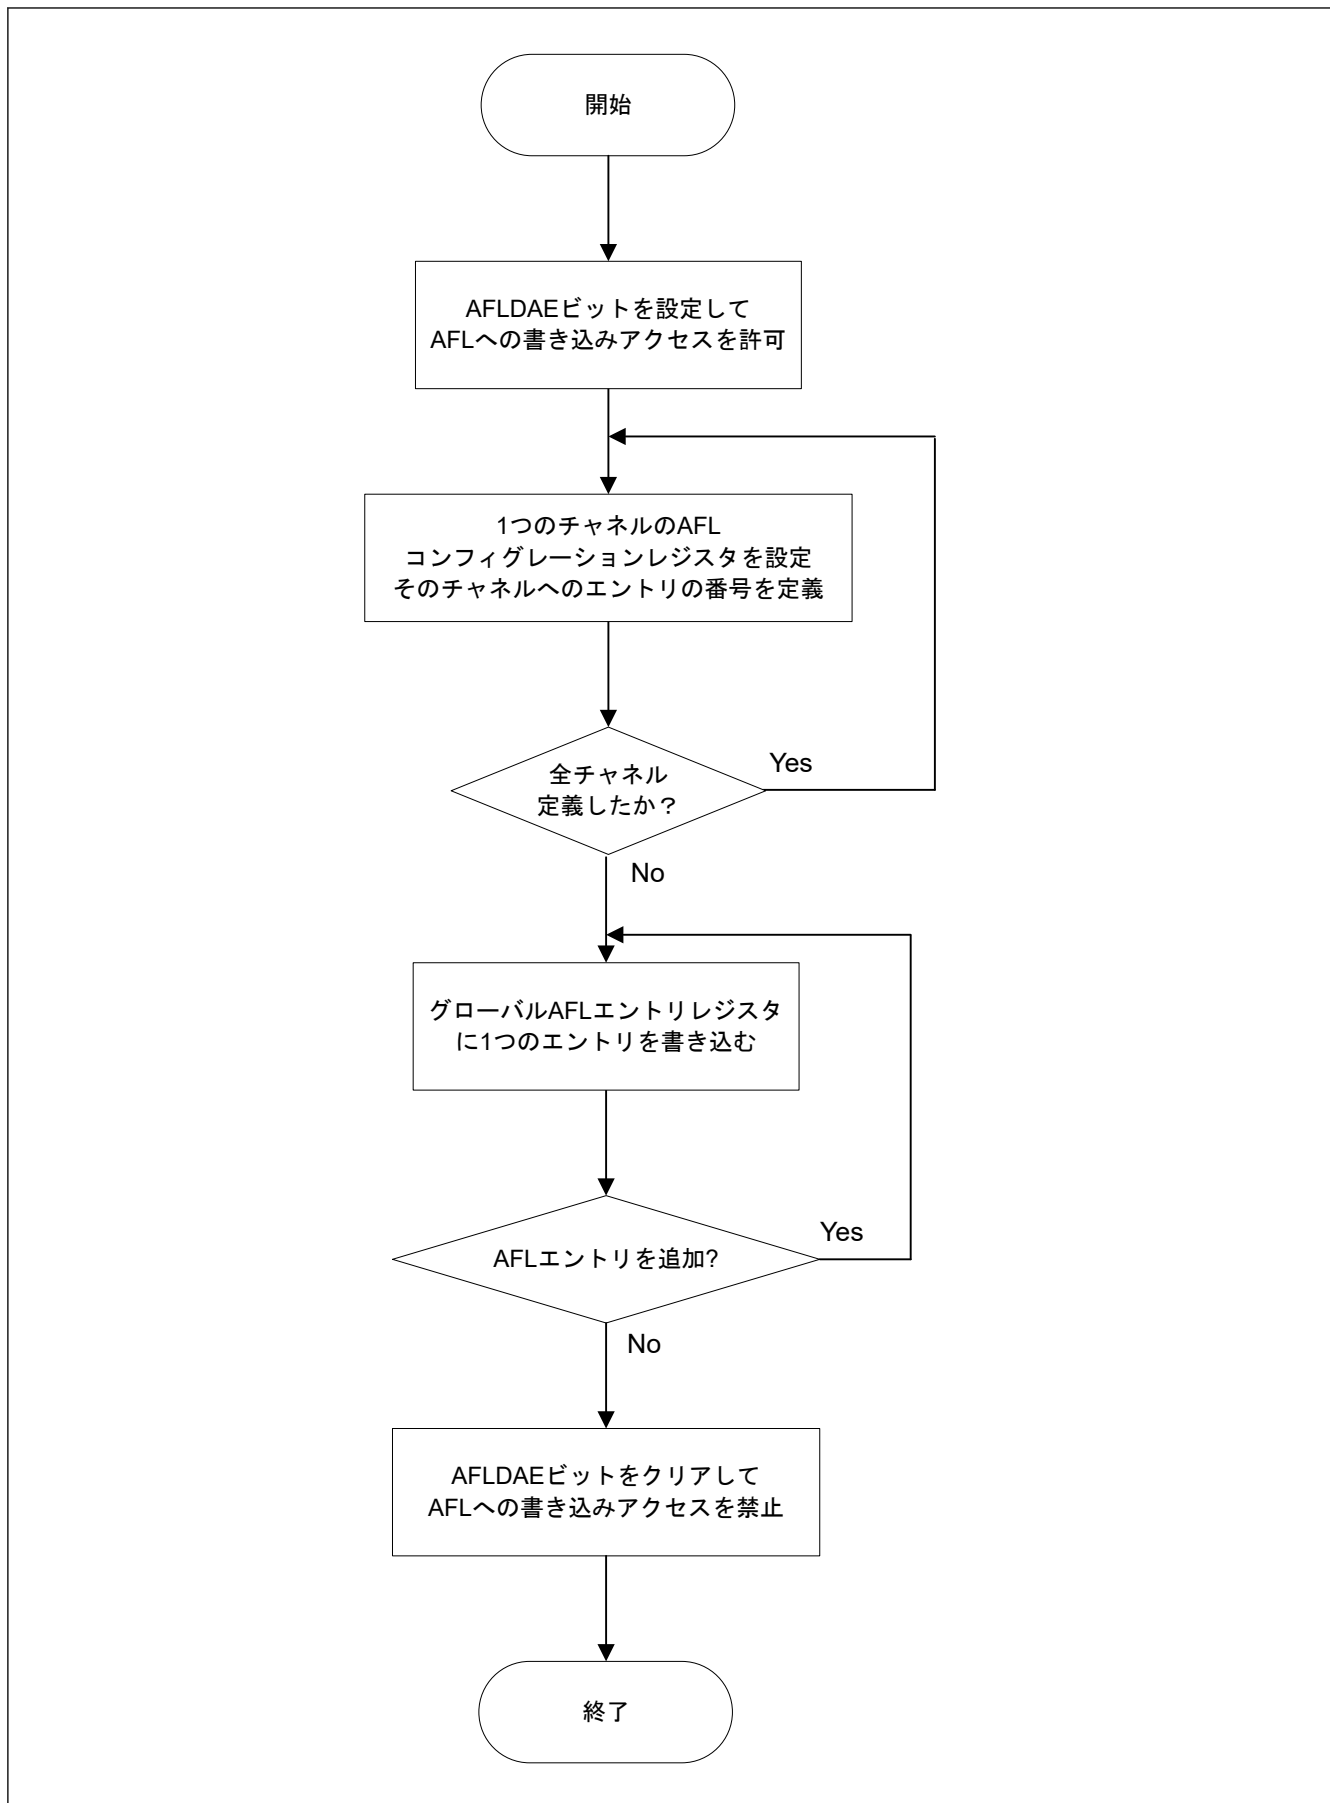 開始
AFLDAEビットを設定して
AFLへの書き込みアクセスを許可
1つのチャネルのAFL
コンフィグレーションレジスタを設定
そのチャネルへのエントリの番号を定義
全チャネル
定義したか？
Yes
No
グローバルAFLエントリレジスタ
に1つのエントリを書き込む
AFLエントリを追加?
Yes
No
AFLDAEビットをクリアして
AFLへの書き込みアクセスを禁止
終了